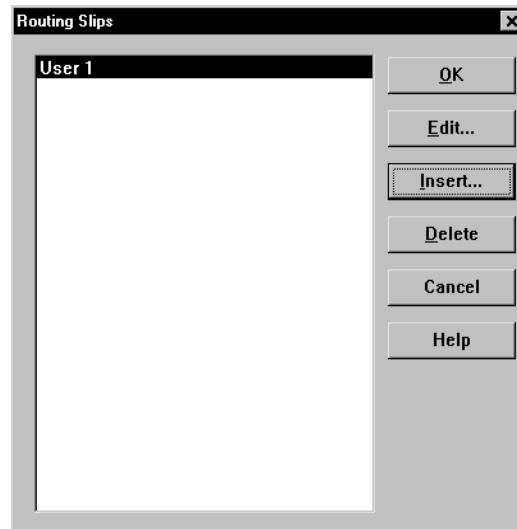 Routing Slips
User 1
OK
Edit...
Insert...
Delete
Cancel
Help